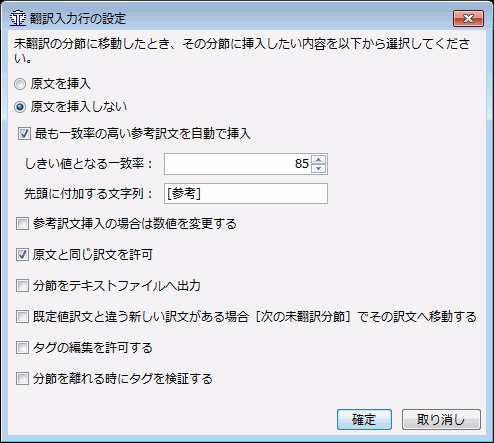 翻訳入力行の設定
未翻訳の分節に移動したとき、その分節に挿入したい内容を以下から選択してくださ
い。
原文を挿入
原文を挿入しない
最も一致率の高い参考訳文を自動で挿入
しきい値となる一致率： 85
先頭に付加する文字列： [参考]
参考訳文挿入の場合は数値を変更する
原文と同じ訳文を許可
分節をテキストファイルへ出力
既定値訳文と違う新しい訳文がある場合［次の未翻訳分節］でその訳文へ移動する
タグの編集を許可する
分節を離れる時にタグを検証する
確定 取り消し